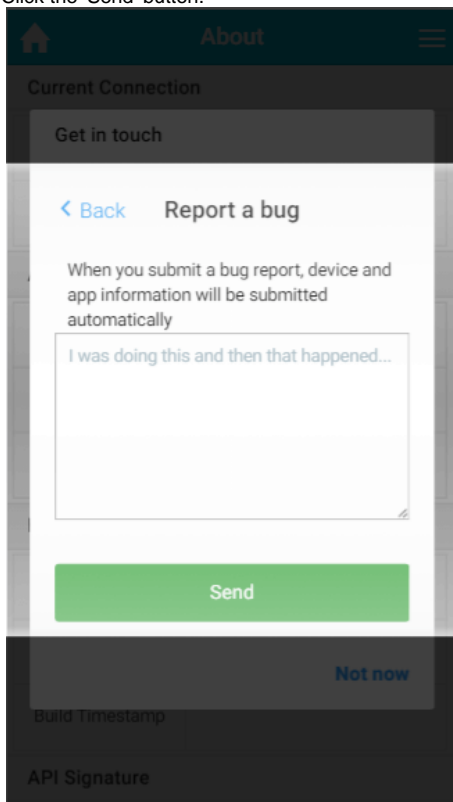 Click the 'Send' button.
About
Current Connection
Get in touch
Back Report a bug
When you submit a bug report, device and
app information will be submitted
automatically
I was doing this and then that happened...
Send
Not now
Build Timestamp
API Signature